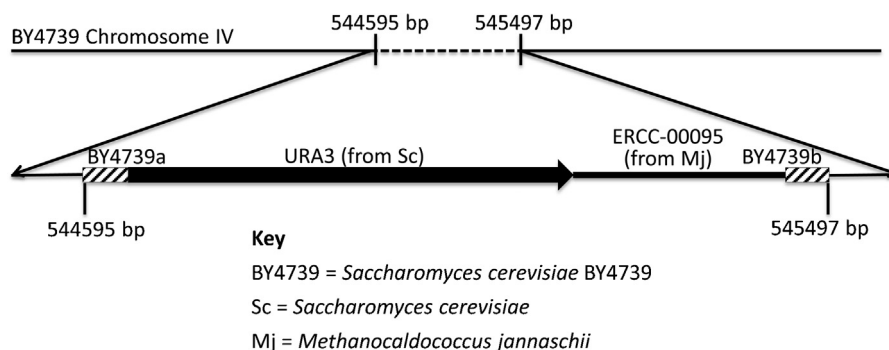 544595 bp
545497 bp
BY4739 Chromosome IV
ERCC-00095
BY4739a
URA3 (from Sc)
(from Mj)
BY4739b
544595 bp
545497 bp
Key
BY4739 = Saccharomyces cerevisiae BY4739
Sc = Saccharomyces cerevisiae
Mj = Methanocaldococcus jannaschii